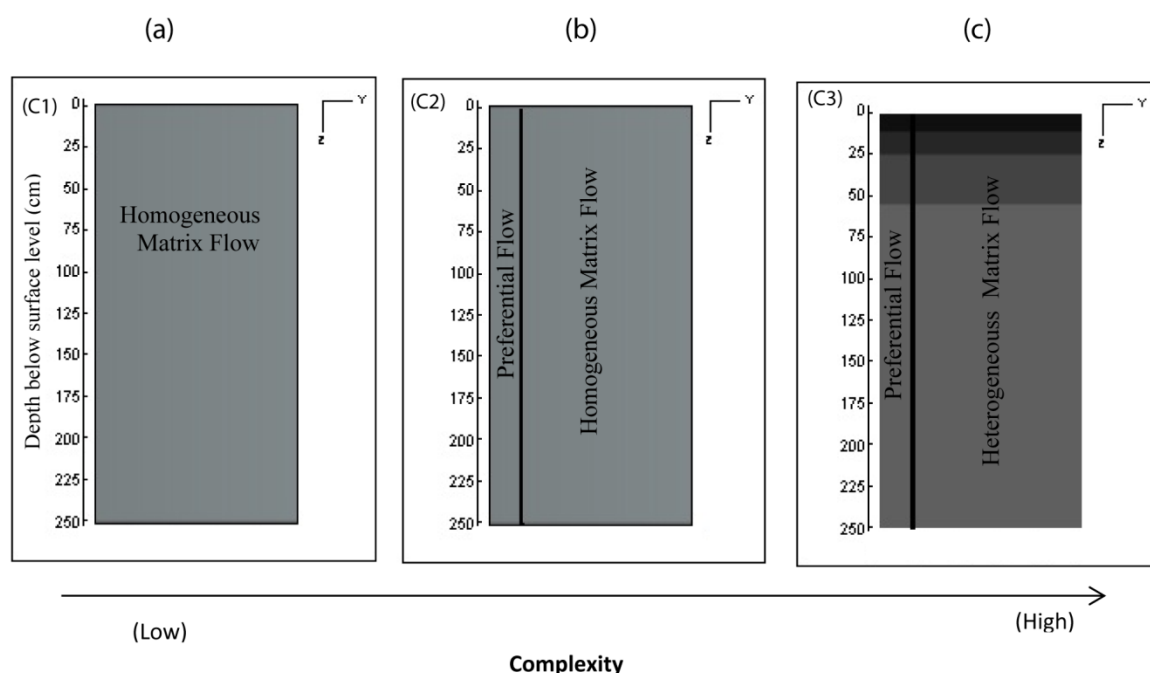 (a)
(b)
(c)
(C1)
0
25
50
75
100
125
150
175
200
225
250
Depth below surface level (cm)
Homogeneous
Matrix Flow
Y
Z
(C2)
0
25
50
75
100
125
150
175
200
225
250
Preferential Flow
Homogeneous Matrix Flow
Y
Z
(C3)
0
25
50
75
100
125
150
175
200
225
250
Preferential Flow
Heterogeneouss Matrix Flow
Y
Z
(Low)
(High)
Complexity